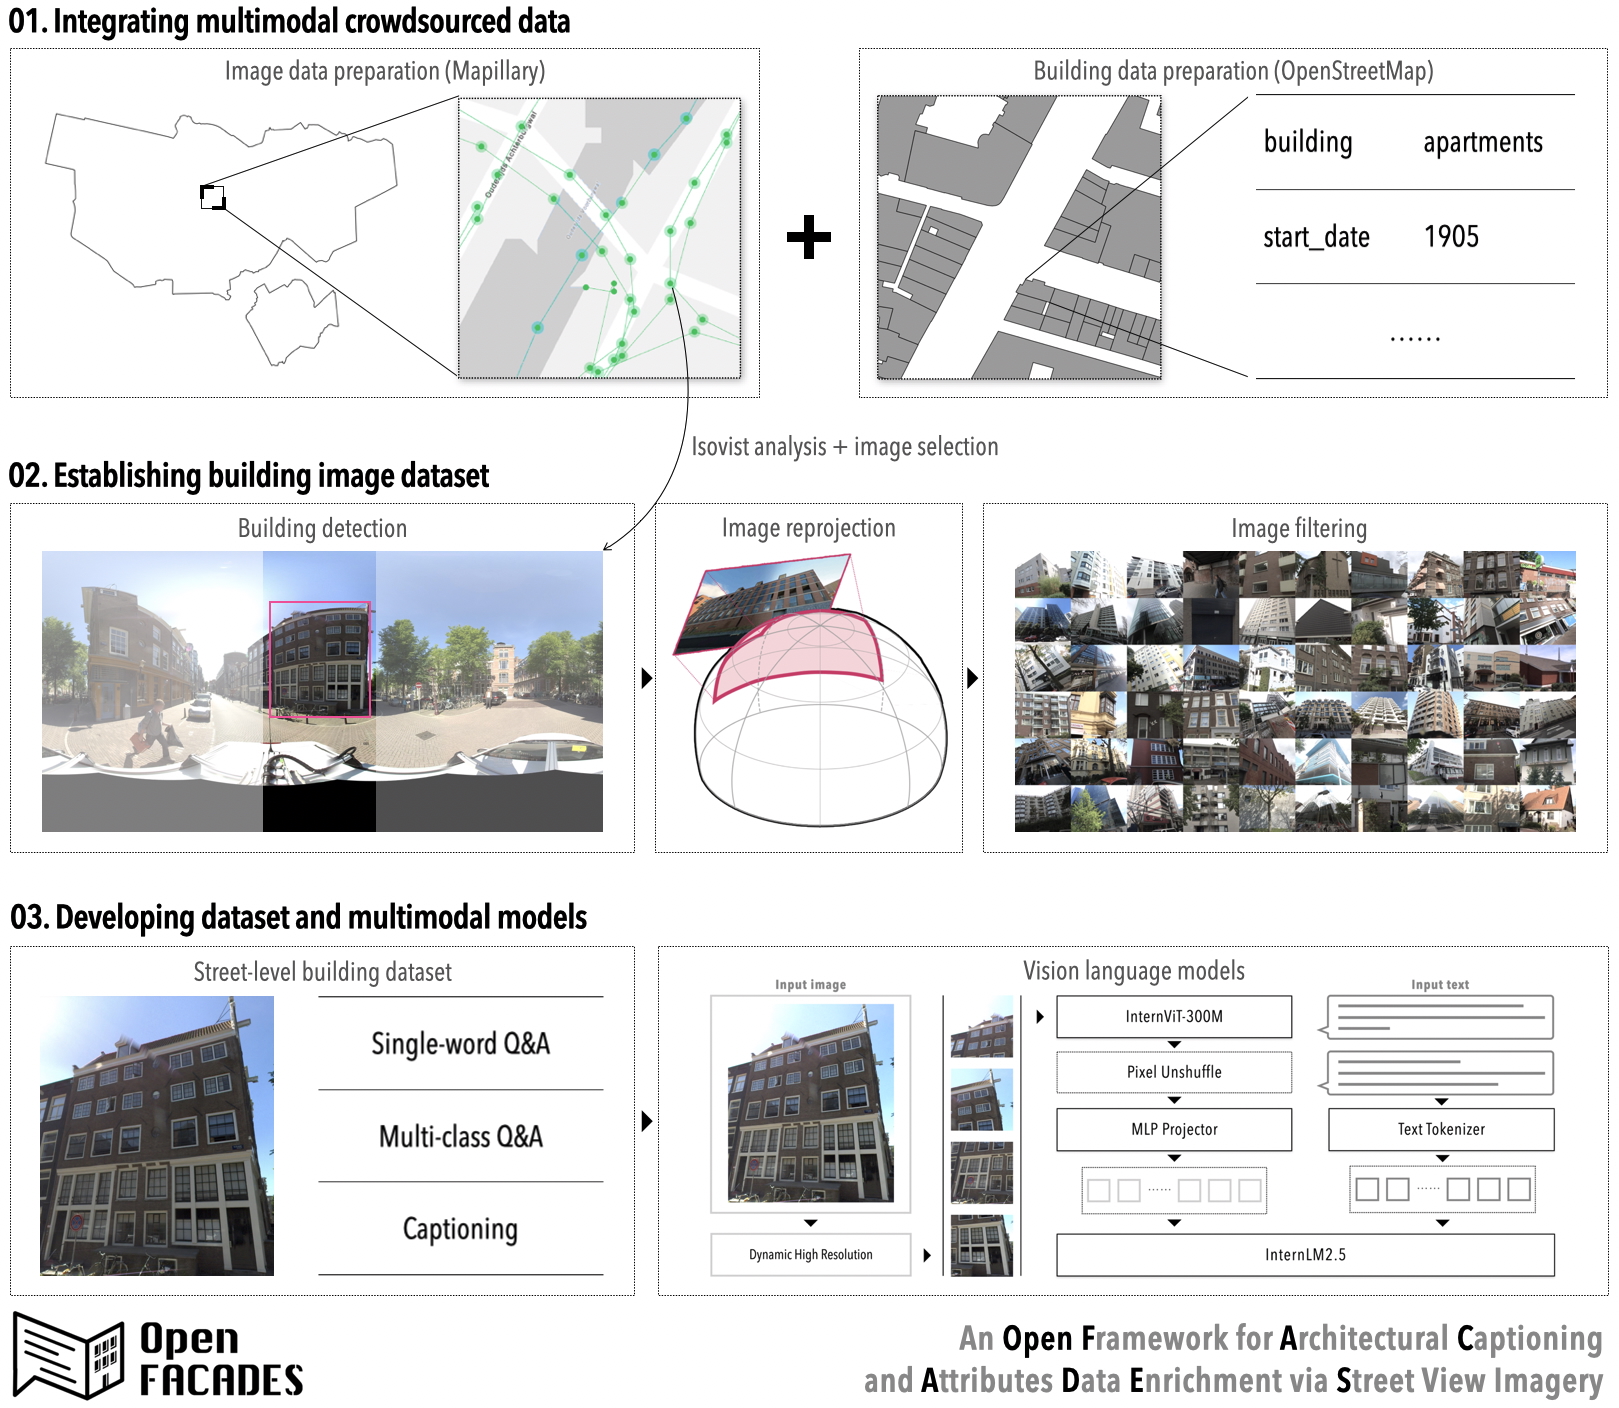 01. Integrating multimodal crowdsourced data
Image data preparation (Mapillary)
Building data preparation (OpenStreetMap)
building apartments
start_date 1905
......
Isovist analysis + image selection
02. Establishing building image dataset
Building detection
Image reprojection
Image filtering
03. Developing dataset and multimodal models
Street-level building dataset
Single-word Q&A
Multi-class Q&A
Captioning
Vision language models
Input image
Input text
InternViT-300M
Pixel Unshuffle
MLP Projector
Text Tokenizer
......
......
Dynamic High Resolution
InternLM2.5
Open
FACADES
An Open Framework for Architectural Captioning
and Attributes Data Enrichment via Street View Imagery